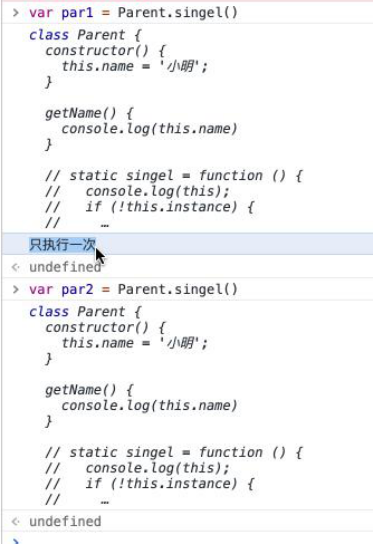 > var par1 = Parent.singel()
class Parent {
constructor() {
this.name = '小明';
}
getName() {
console.log(this.name)
}
// static singel = function () {
//   console.log(this);
//   if (!this.instance) {
//     …
只执行一次
< undefined
> var par2 = Parent.singel()
class Parent {
constructor() {
this.name = '小明';
}
getName() {
console.log(this.name)
}
// static singel = function () {
//   console.log(this);
//   if (!this.instance) {
//     …
< undefined
>